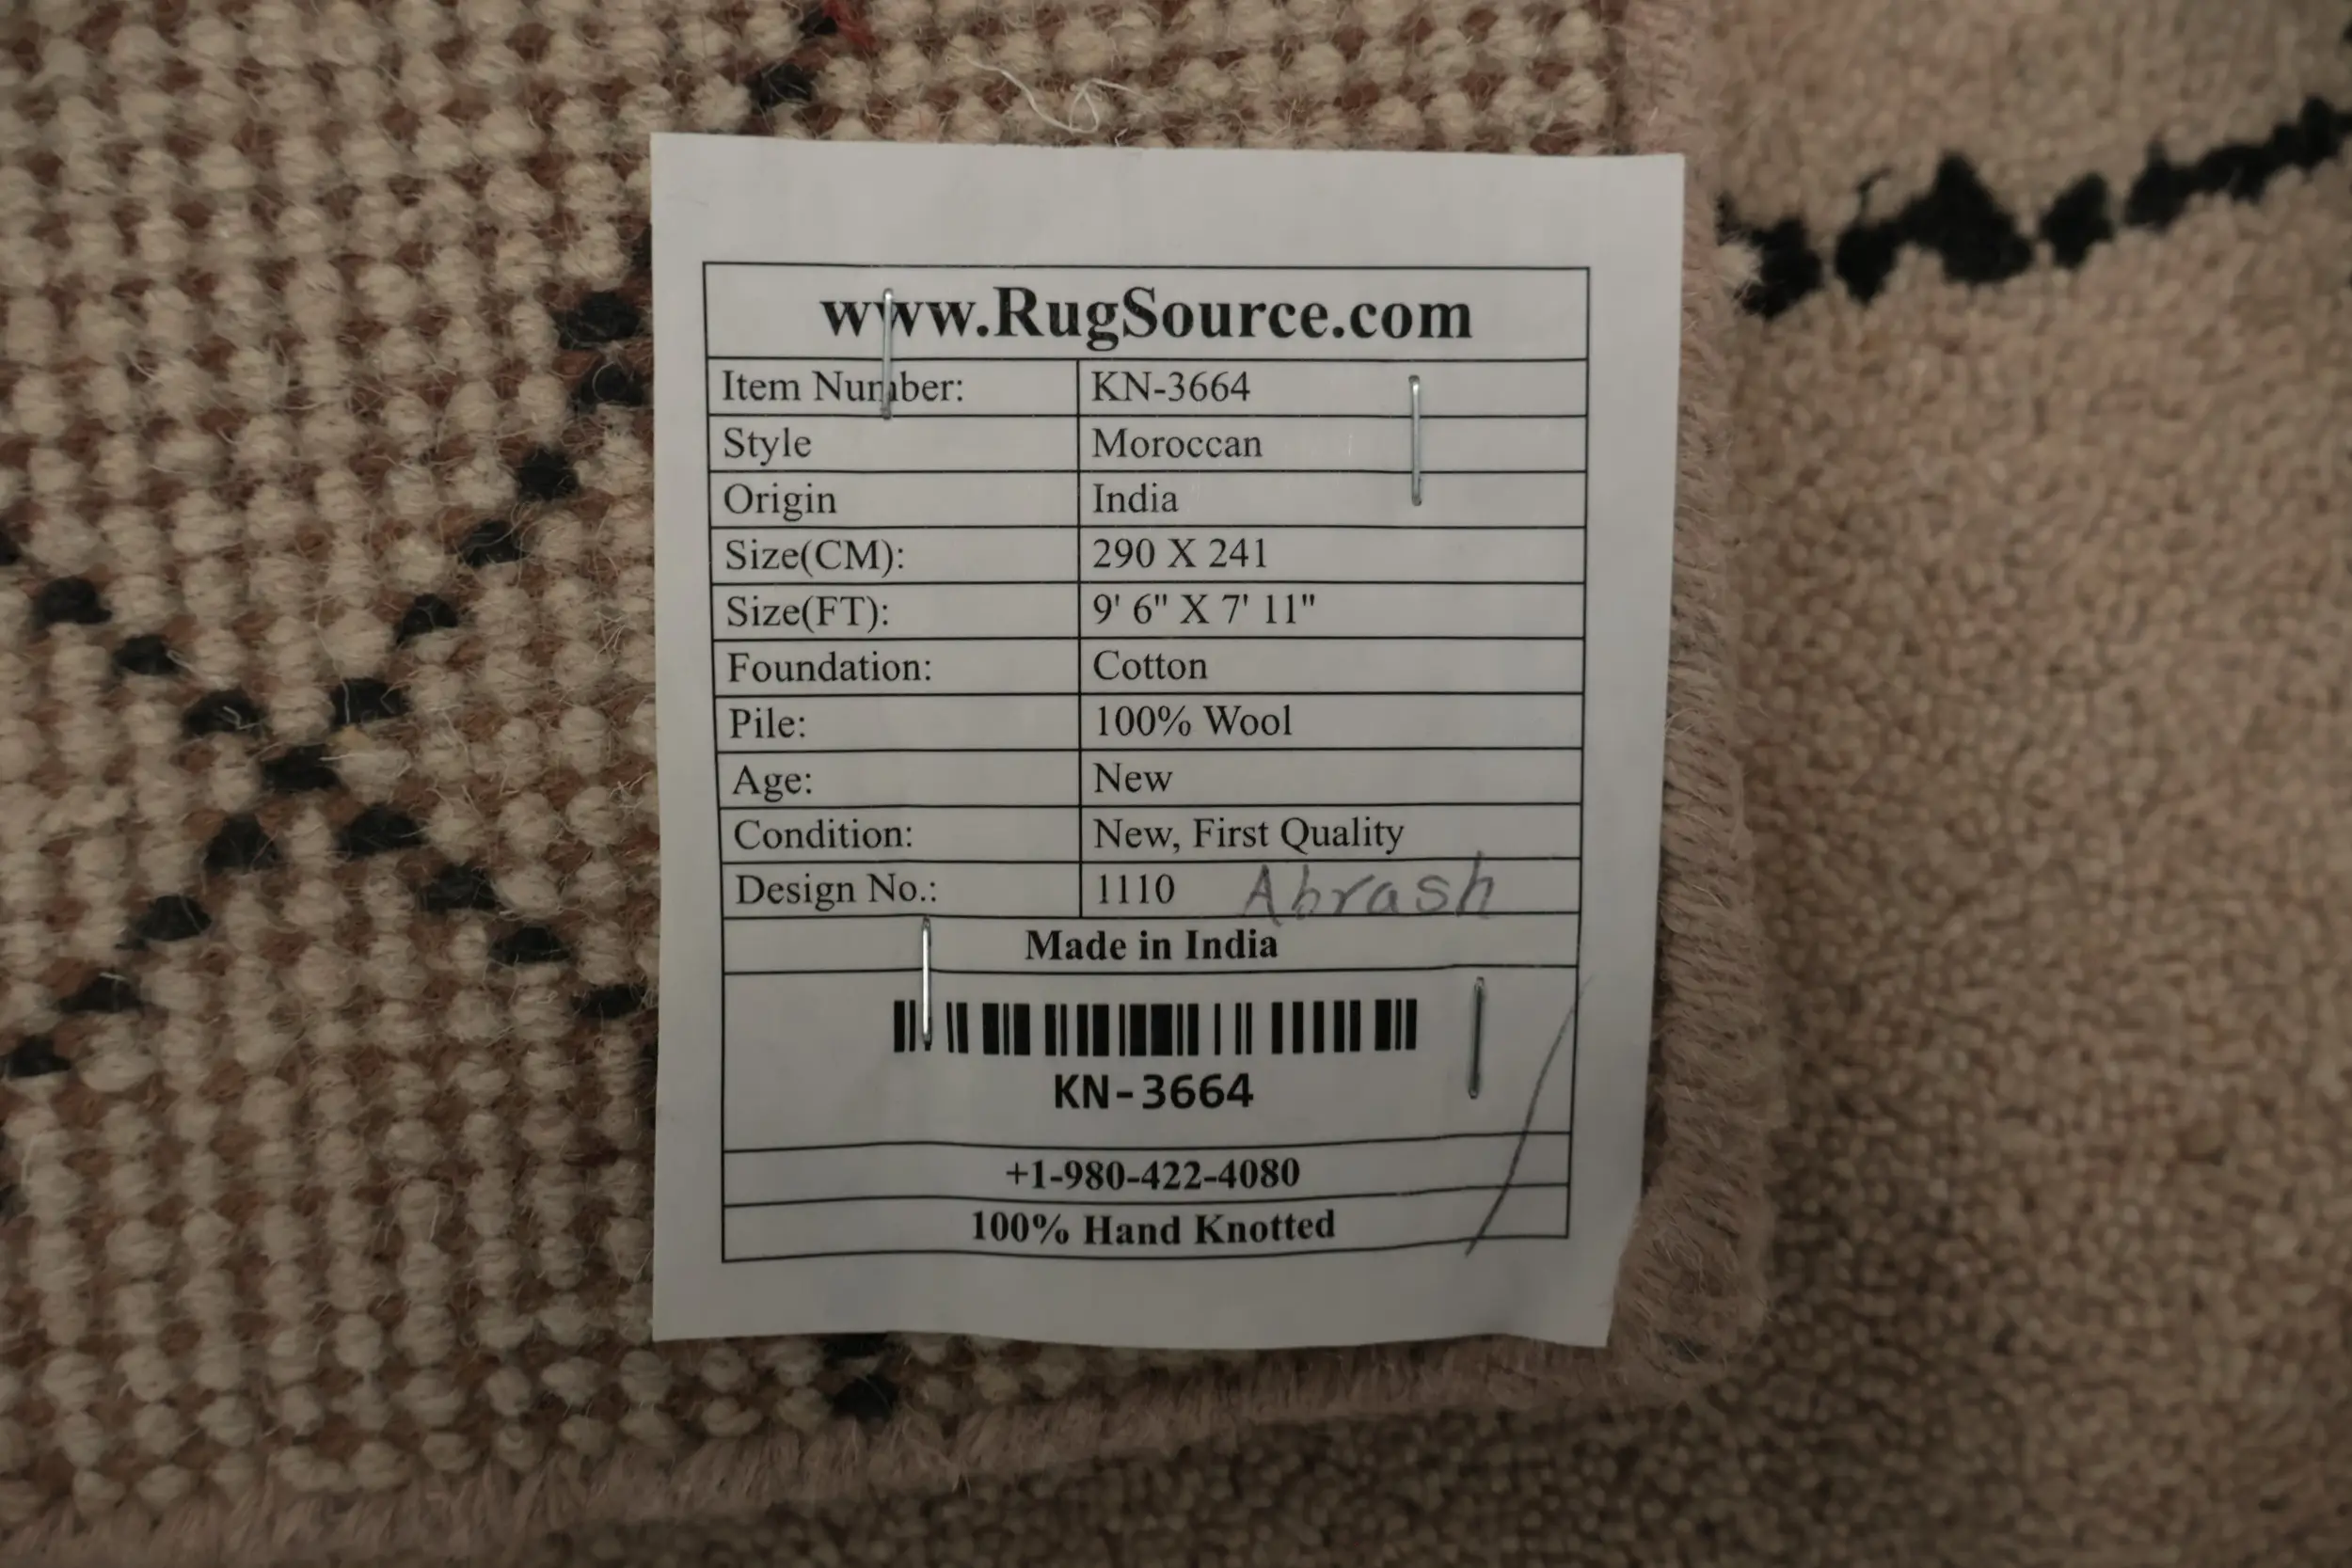 www.RugSource.com
Item Number: KN-3664
Style Moroccan
Origin India
Size(CM): 290 X 241
Size(FT): 9' 6" X 7' 11"
Foundation: Cotton
Pile: 100% Wool
Age: New
Condition: New, First Quality
Design No.: 1110 Abrash
Made in India
KN-3664
+1-980-422-4080
100% Hand Knotted